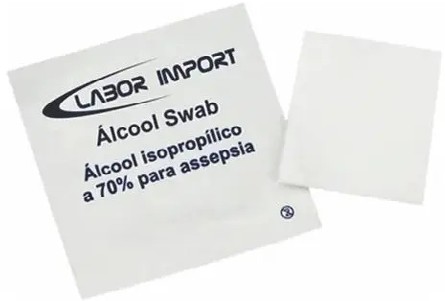 LABOR IMPORT
Álcool Swab
Álcool isopropílico
a 70% para assepsia